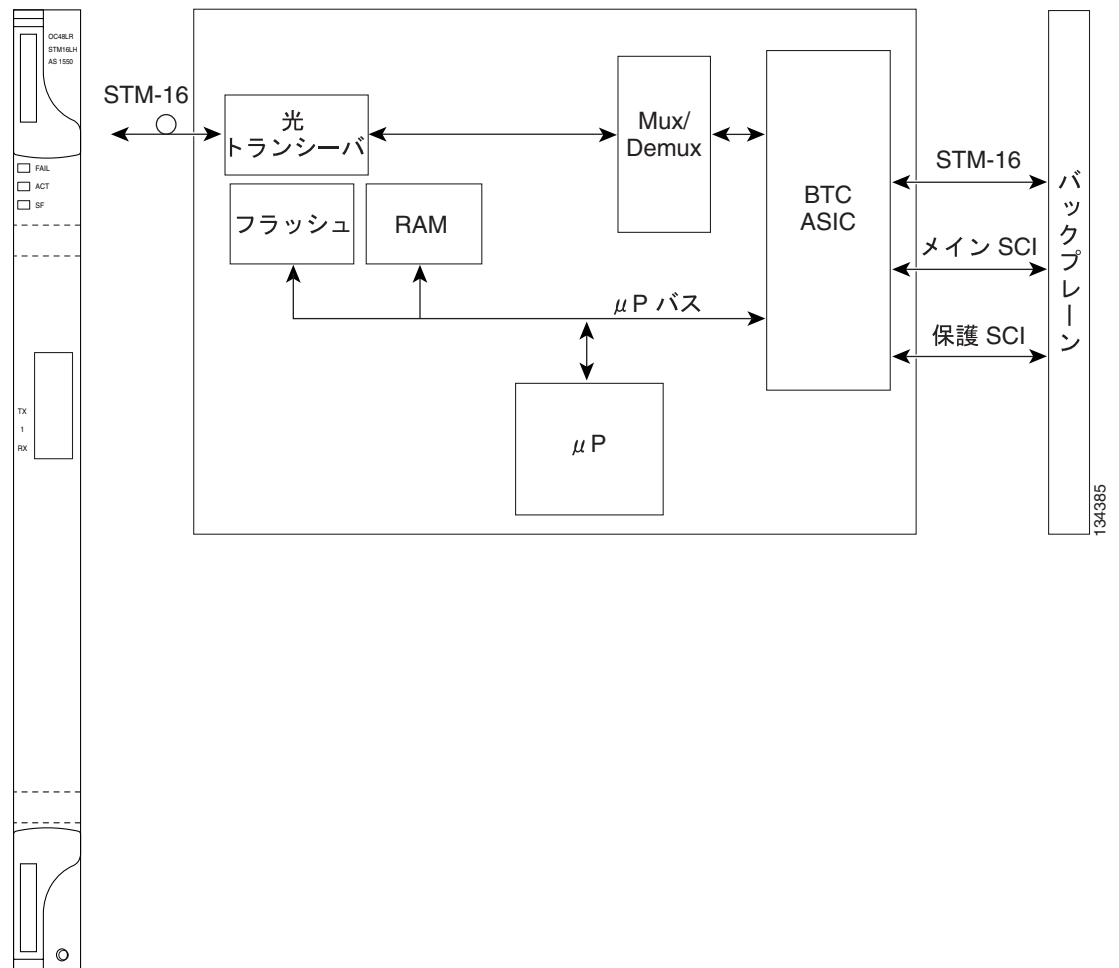 OC48LR
STM16LH
AS 1550
FAIL
ACT
SF
TX
1
RX
STM-16
光
トランシーバ
Mux/
Demux
フラッシュ
RAM
BTC
ASIC
μP バス
μP
STM-16
メイン SCI
保護 SCI
バックプレーン
134385